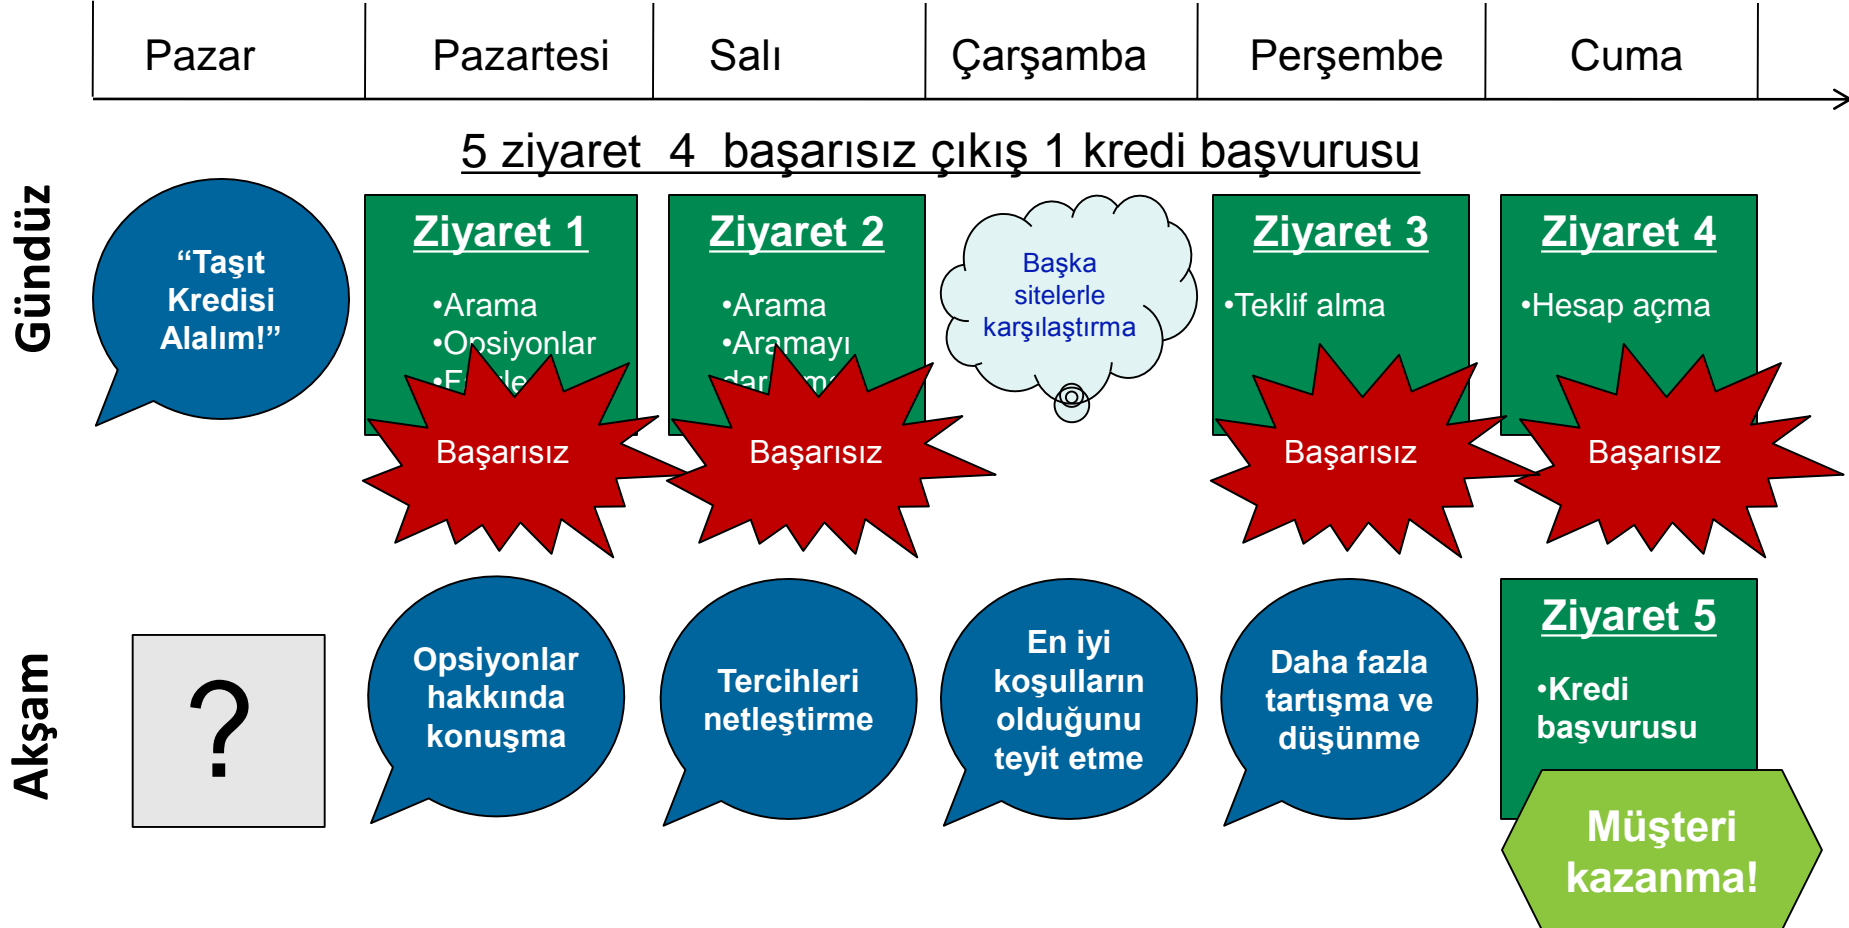 Pazar Pazartesi Salı Çarşamba Perşembe Cuma
5 ziyaret 4 başarısız çıkış 1 kredi başvurusu
Gündüz
“Taşıt
Kredisi
Alalım!”
Ziyaret 1
•Arama
•Opsiyonlar
Başarısız
Ziyaret 2
•Arama
•Aramayı
Başarısız
Başka
sitelerle
karşılaştırma
Ziyaret 3
•Teklif alma
Başarısız
Ziyaret 4
•Hesap açma
Başarısız
Akşam
?
Opsiyonlar
hakkında
konuşma
Tercihleri
netleştirme
En iyi
koşulların
olduğunu
teyit etme
Daha fazla
tartışma ve
düşünme
Ziyaret 5
•Kredi
başvurusu
Müşteri
kazanma!